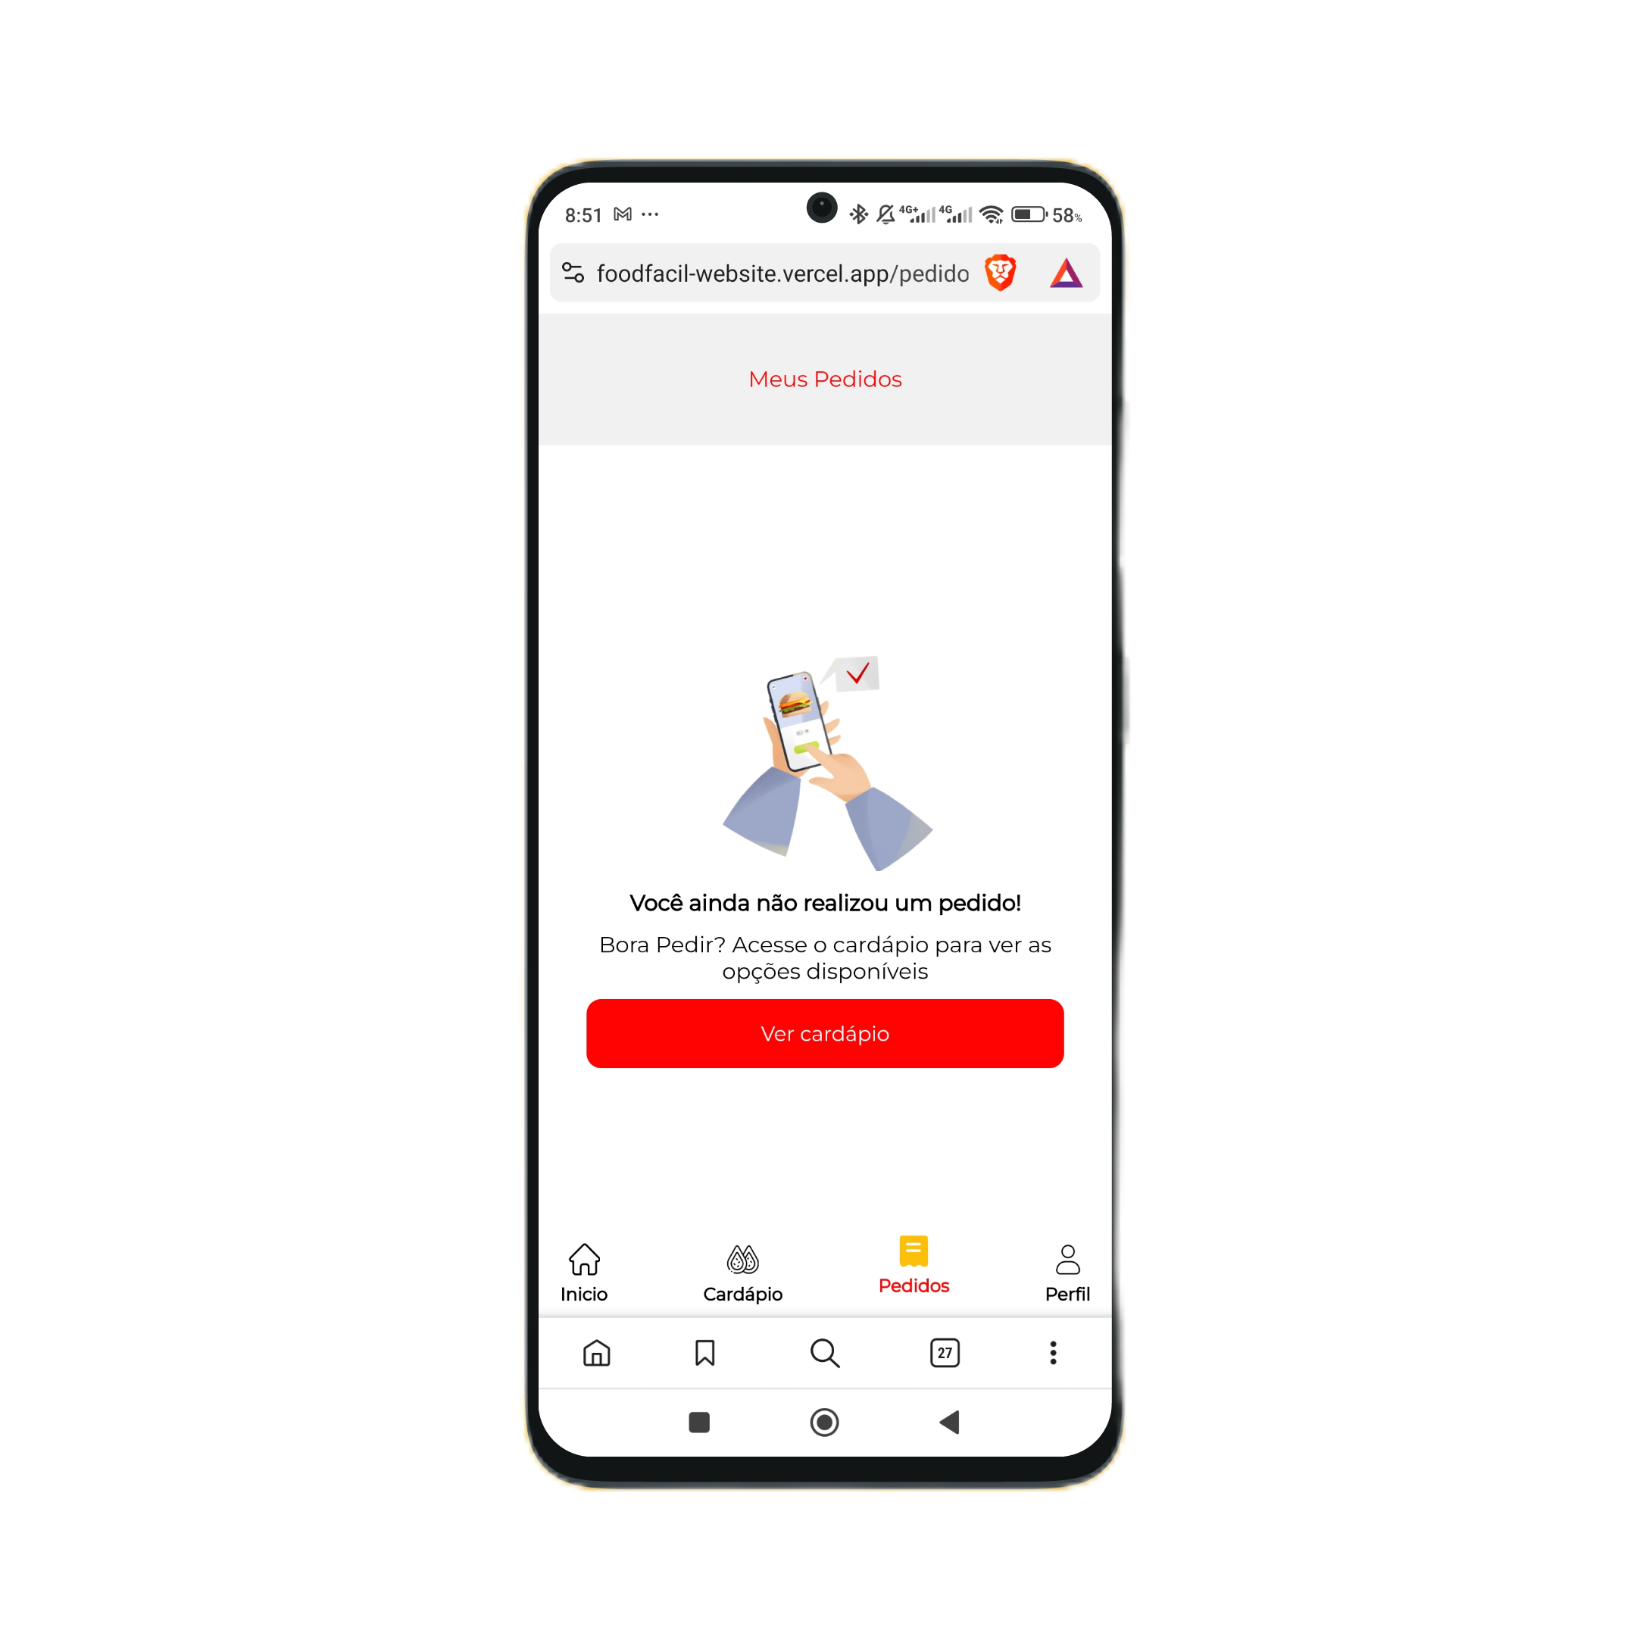 8:51
4G+ 4G 58%
foodfacil-website.vercel.app/pedido
Meus Pedidos
Você ainda não realizou um pedido!
Bora Pedir? Acesse o cardápio para ver as
opções disponíveis
Ver cardápio
Inicio Cardápio Pedidos Perfil
27